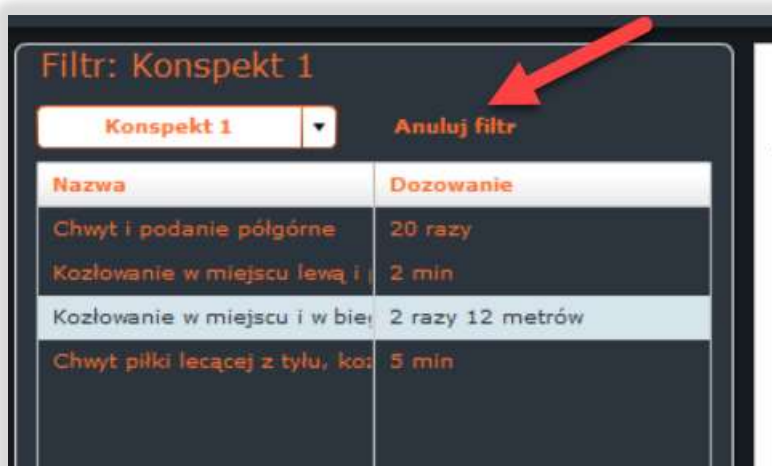 Filtr: Konspekt 1
Konspekt 1 Anuluj filtr
Nazwa Dozowanie
Chwyt i podanie półgórne 20 razy
Kozłowanie w miejscu lewą i 2 min
Kozłowanie w miejscu i w bieg 2 razy 12 metrów
Chwyt piłki lecącej z tyłu, koz 5 min